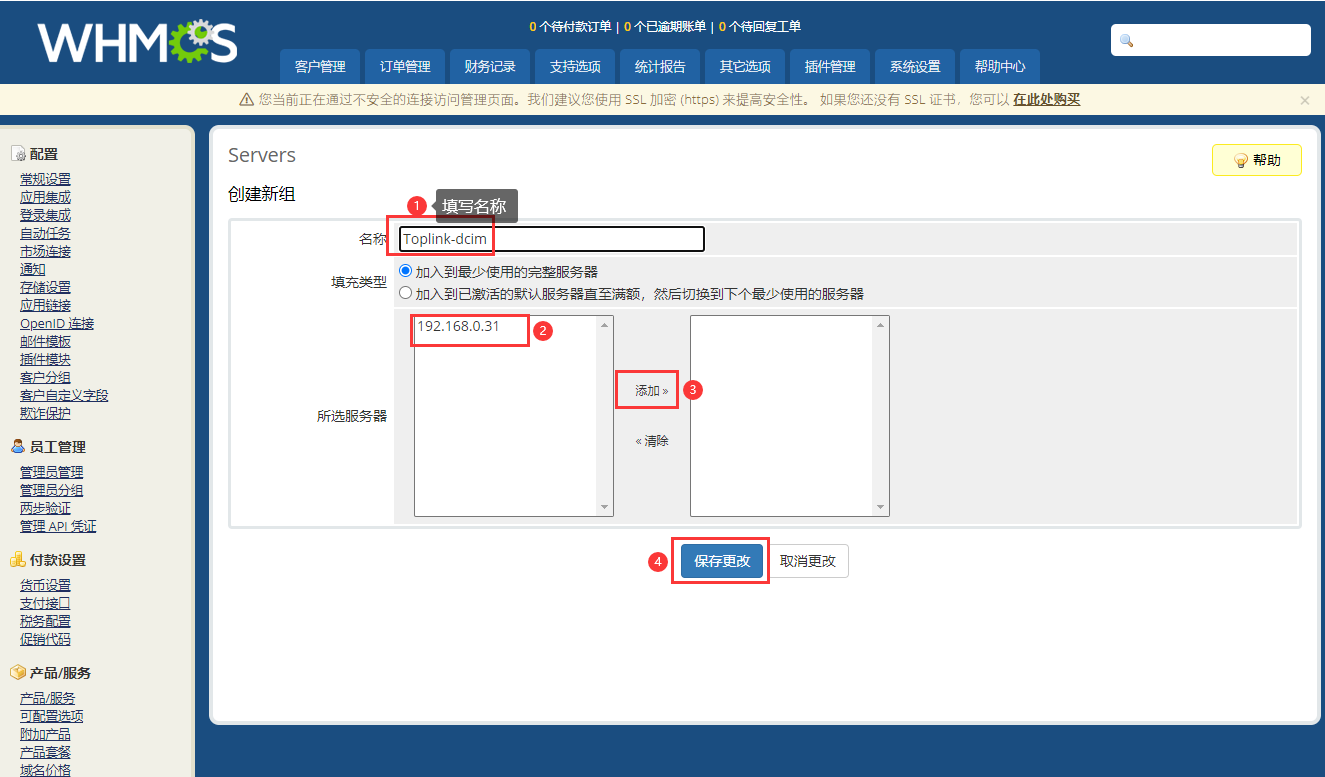 WHMCS
0 个待付款订单 | 0 个已逾期账单 | 0 个待回复工单
客户管理 订单管理 财务记录 支持选项 统计报告 其它选项 插件管理 系统设置 帮助中心
您当前正在通过不安全的连接访问管理页面。我们建议您使用 SSL 加密 (https) 来提高安全性。 如果您还没有 SSL 证书，您可以 在此处购买 ×
配置
常规设置
应用集成
登录集成
自动任务
市场连接
通知
存储设置
应用链接
OpenID 连接
邮件模板
插件模块
客户分组
客户自定义字段
欺诈保护
员工管理
管理员管理
管理员分组
两步验证
管理 API 凭证
付款设置
货币设置
支付接口
税务配置
促销代码
产品/服务
产品/服务
可配置选项
附加产品
产品套餐
域名价格
Servers
帮助
创建新组
1 填写名称
名称 Toplink-dcim
填充类型 加入到最少使用的完整服务器
加入到已激活的默认服务器直至满额，然后切换到下个最少使用的服务器
192.168.0.31 2
添加 » 3
所选服务器
« 清除
4 保存更改 取消更改